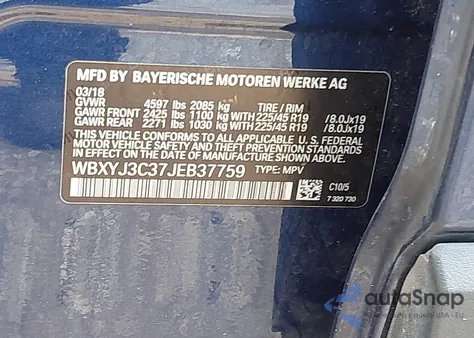 MFD BY BAYERISCHE MOTOREN WERKE AG
03/18
GVWR 4597 lbs 2085 kg TIRE / RIM
GAWR FRONT 2425 lbs 1100 kg WITH 225/45 R19 /8.0Jx19
GAWR REAR 2271 lbs 1030 kg WITH 225/45 R19 /8.0Jx19
THIS VEHICLE CONFORMS TO ALL APPLICABLE U.S. FEDERAL
MOTOR VEHICLE SAFETY, BUMPER, AND THEFT PREVENTION
STANDARDS IN EFFECT ON THE DATE OF MANUFACTURE SHOWN ABOVE.
WBXYJ3C37JEB37759 TYPE: MPV
C10/5
7 320 730
autoSnap